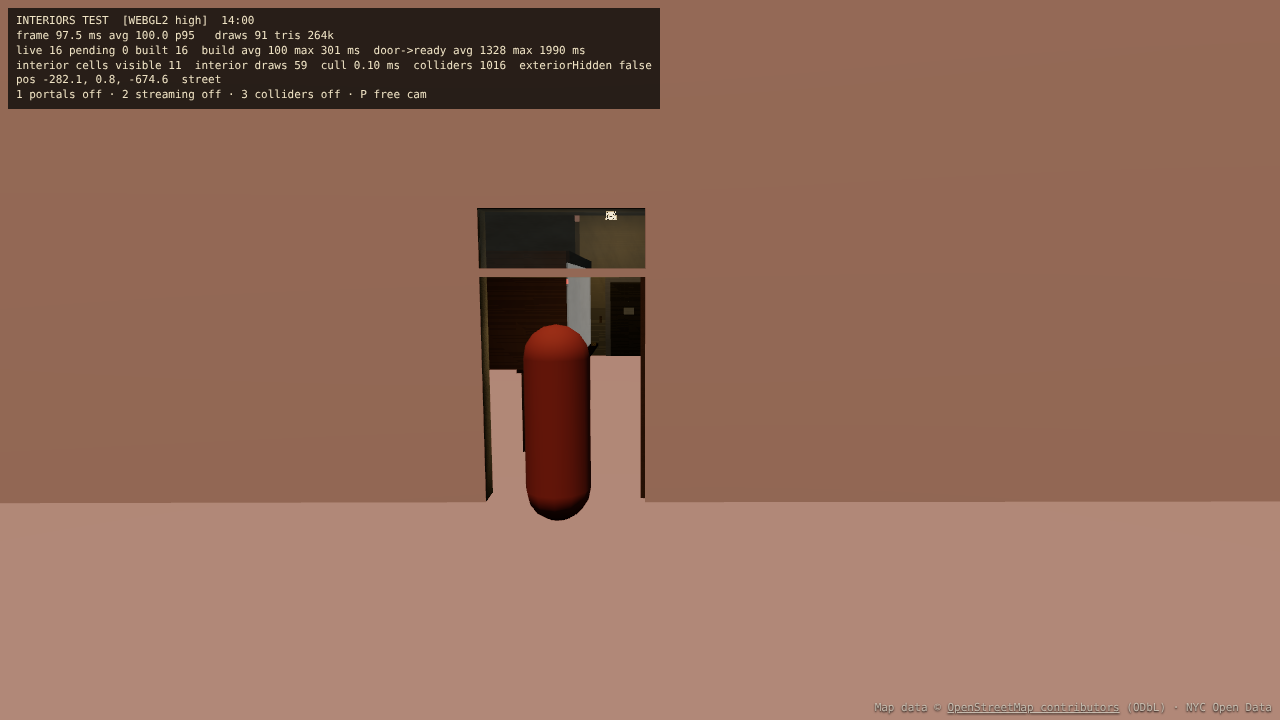 INTERIORS TEST  [WEBGL2 high]  14:00
frame 97.5 ms avg 100.0 p95   draws 91 tris 264k
live 16 pending 0 built 16  build avg 100 max 301 ms  door->ready avg 1328 max 1990 ms
interior cells visible 11  interior draws 59  cull 0.10 ms  colliders 1016  exteriorHidden false
pos -282.1, 0.8, -674.6  street
1 portals off · 2 streaming off · 3 colliders off · P free cam
Map data © OpenStreetMap contributors (ODbL) · NYC Open Data